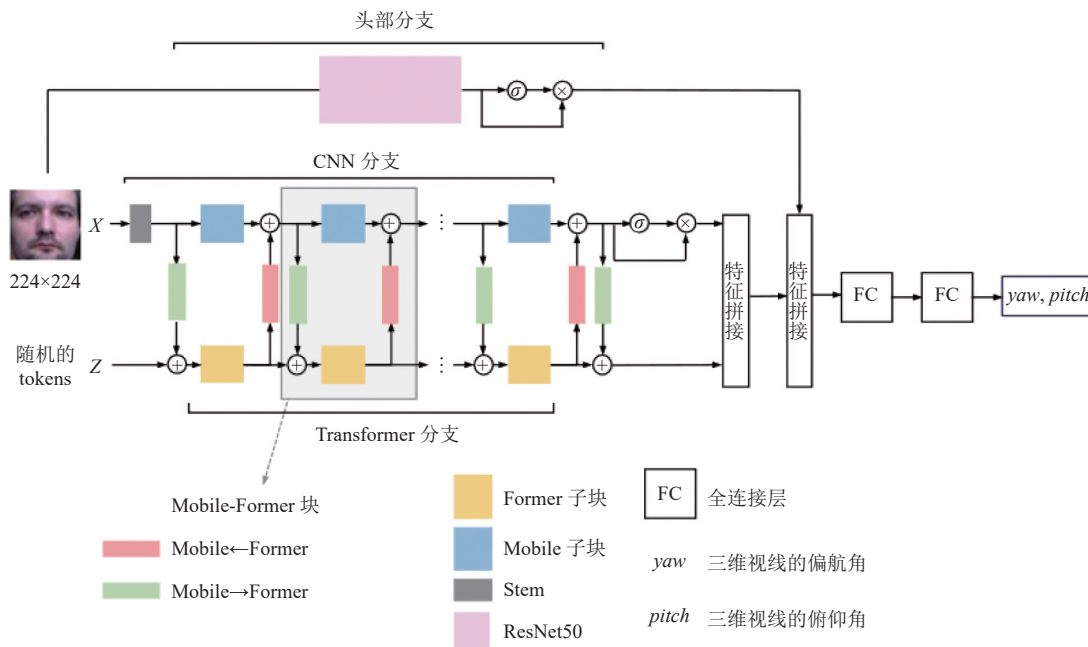 头部分支
σ
×
CNN 分支
X
+
+
⋮
+
σ
×
224×224
特征拼接
特征拼接
FC
FC
yaw, pitch
随机的
tokens
Z
+
+
⋮
+
+
Transformer 分支
Mobile-Former 块
Mobile←Former
Mobile→Former
Former 子块
Mobile 子块
Stem
ResNet50
FC 全连接层
yaw 三维视线的偏航角
pitch 三维视线的俯仰角